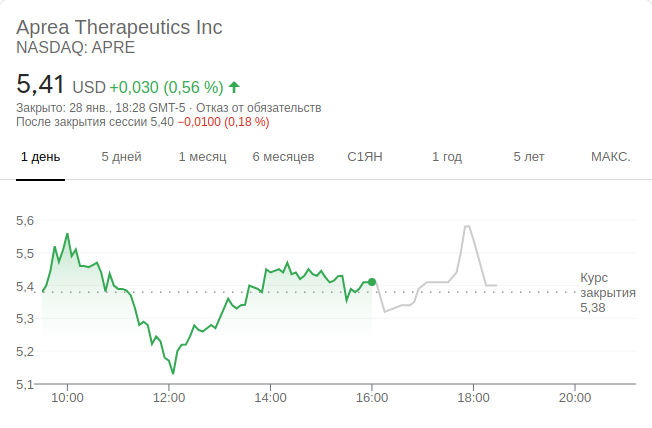 Aprea Therapeutics Inc
NASDAQ: APRE
5,41 USD +0,030 (0,56 %)
Закрыто: 28 янв., 18:28 GMT-5 · Отказ от обязательств
После закрытия сессии 5,40 −0,0100 (0,18 %)
1 день 5 дней 1 месяц 6 месяцев С1ЯН 1 год 5 лет МАКС.
5,6
5,5
5,4
5,3
5,2
5,1
Курс
закрытия
5,38
10:00 12:00 14:00 16:00 18:00 20:00